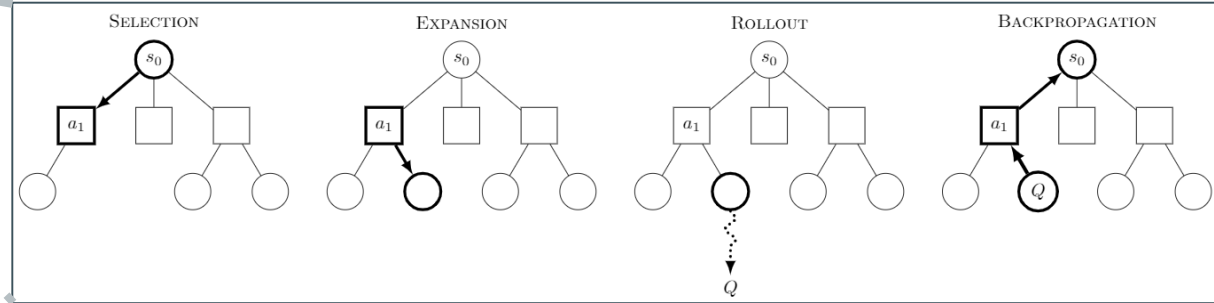 SELECTION
EXPANSION
ROLLOUT
BACKPROPAGATION
s₀
s₀
s₀
s₀
a₁
a₁
a₁
a₁
Q
Q